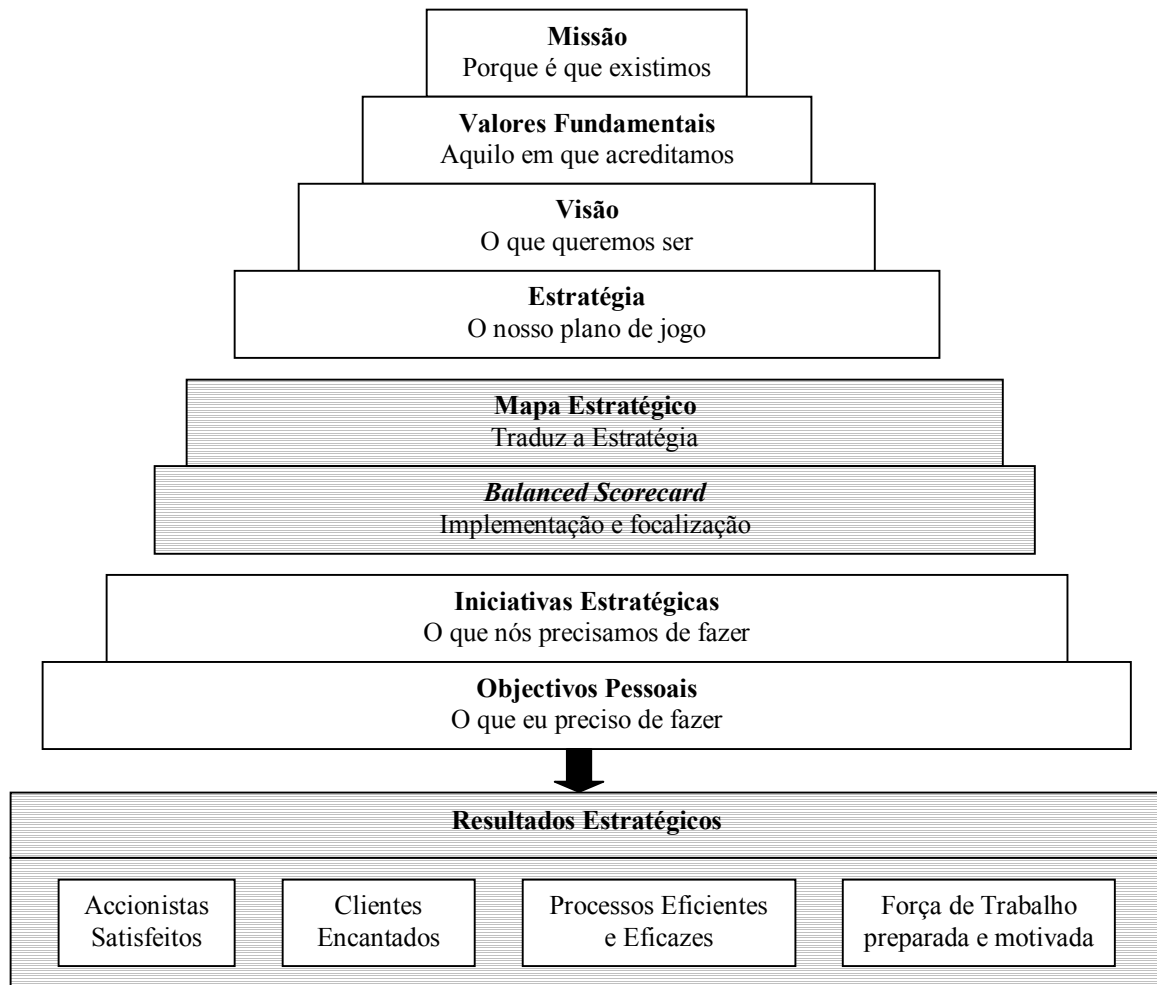 Missão
Porque é que existimos
Valores Fundamentais
Aquilo em que acreditamos
Visão
O que queremos ser
Estratégia
O nosso plano de jogo
Mapa Estratégico
Traduz a Estratégia
Balanced Scorecard
Implementação e focalização
Iniciativas Estratégicas
O que nós precisamos de fazer
Objectivos Pessoais
O que eu preciso de fazer
Resultados Estratégicos
Accionistas
Satisfeitos
Clientes
Encantados
Processos Eficientes
e Eficazes
Força de Trabalho
preparada e motivada